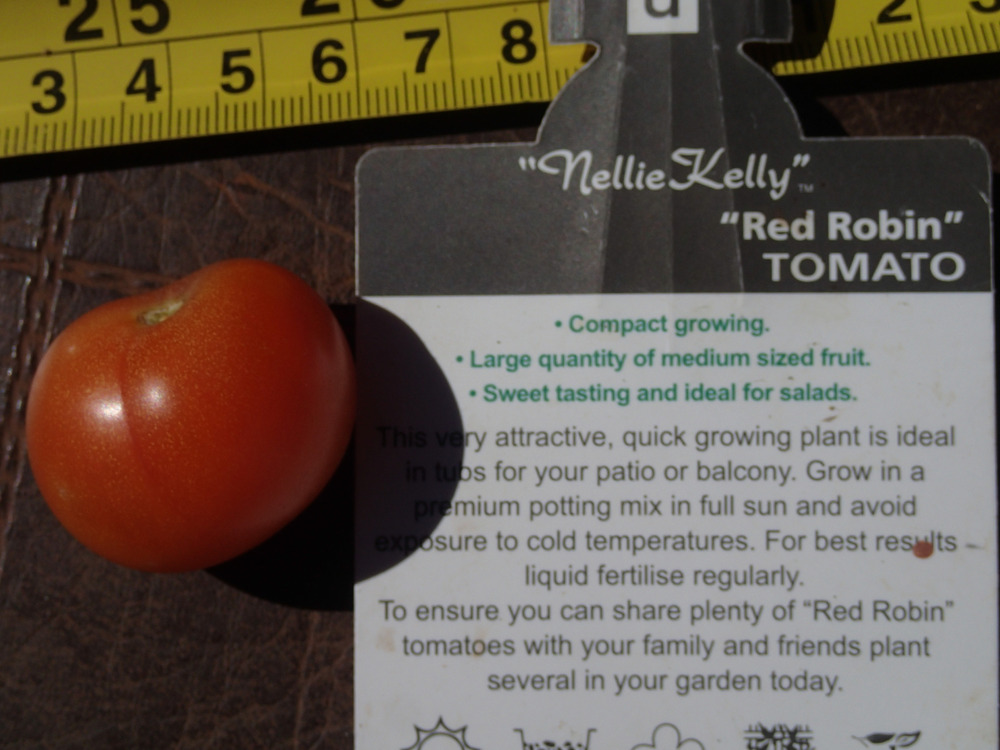 25
3 4 5 6 7 8
"Nellie Kelly"™
"Red Robin"
TOMATO
• Compact growing.
• Large quantity of medium sized fruit.
• Sweet tasting and ideal for salads.
This very attractive, quick growing plant is ideal
in tubs for your patio or balcony. Grow in a
premium potting mix in full sun and avoid
exposure to cold temperatures. For best results
liquid fertilise regularly.
To ensure you can share plenty of "Red Robin"
tomatoes with your family and friends plant
several in your garden today.